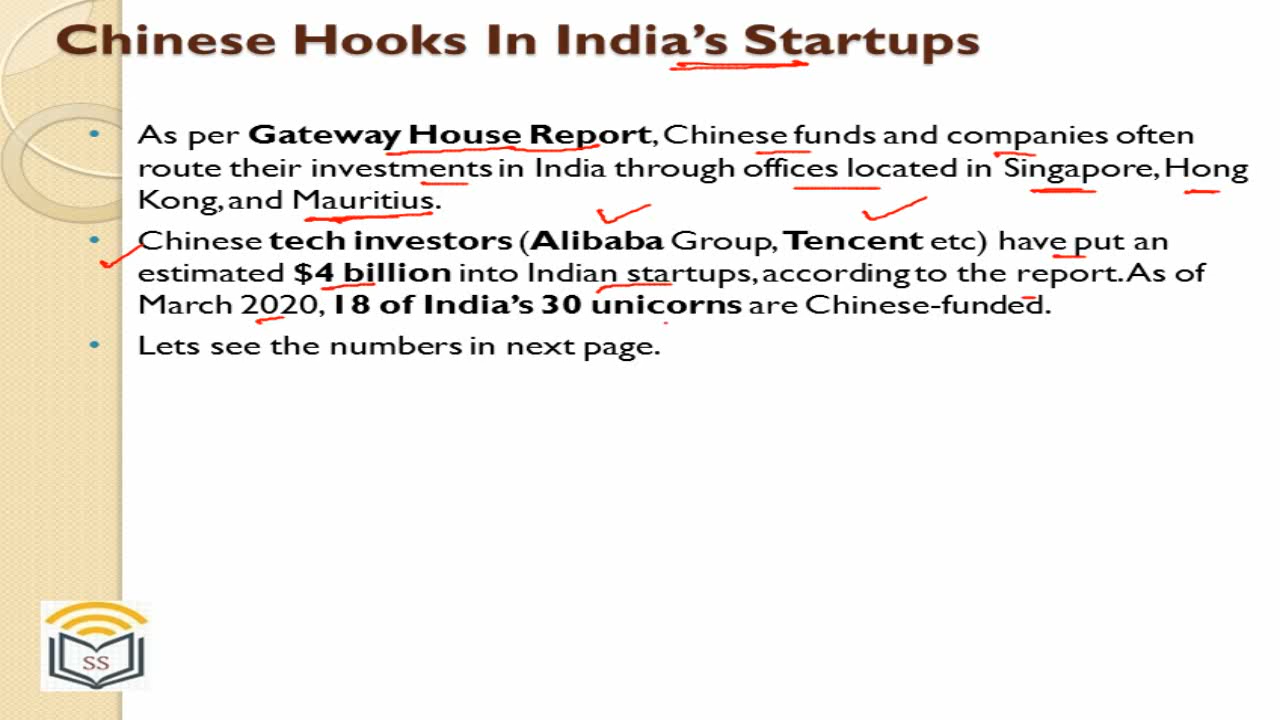 Chinese Hooks In India's Startups
• As per Gateway House Report, Chinese funds and companies often
route their investments in India through offices located in Singapore, Hong
Kong, and Mauritius.
• Chinese tech investors (Alibaba Group, Tencent etc) have put an
estimated $4 billion into Indian startups, according to the report. As of
March 2020, 18 of India's 30 unicorns are Chinese-funded.
• Lets see the numbers in next page.
SS